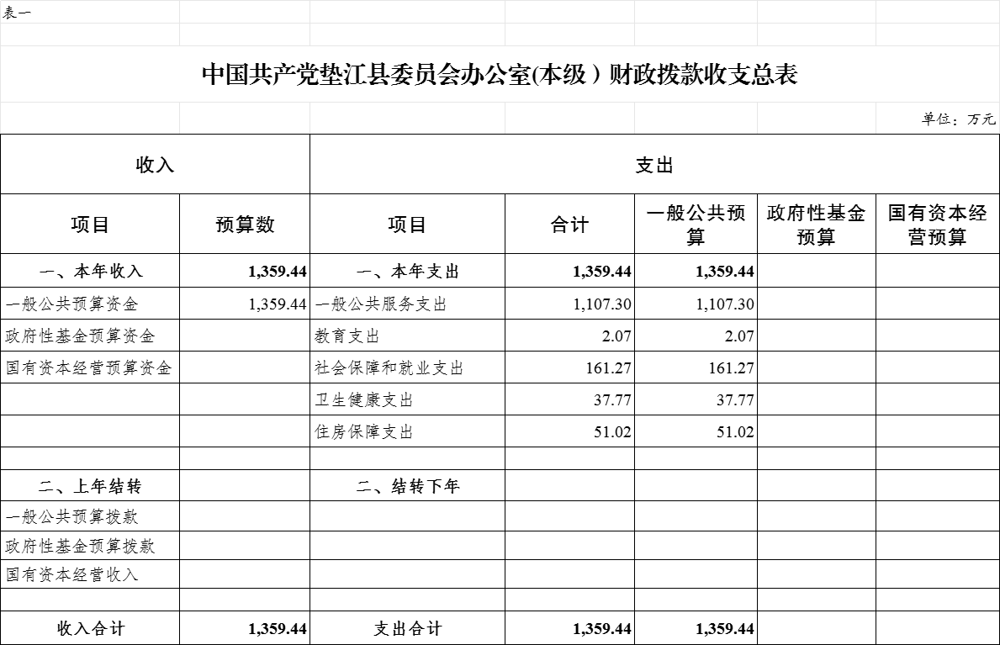 表一
中国共产党垫江县委员会办公室(本级）财政拨款收支总表
单位：万元
收入 支出
项目 预算数 项目 合计 一般公共预算 政府性基金预算 国有资本经营预算
一、本年收入 1,359.44 一、本年支出 1,359.44 1,359.44
一般公共预算资金 1,359.44 一般公共服务支出 1,107.30 1,107.30
政府性基金预算资金 教育支出 2.07 2.07
国有资本经营预算资金 社会保障和就业支出 161.27 161.27
卫生健康支出 37.77 37.77
住房保障支出 51.02 51.02
二、上年结转 二、结转下年
一般公共预算拨款
政府性基金预算拨款
国有资本经营收入
收入合计 1,359.44 支出合计 1,359.44 1,359.44